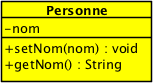 Personne
-nom
+setNom(nom) : void
+getNom() : String